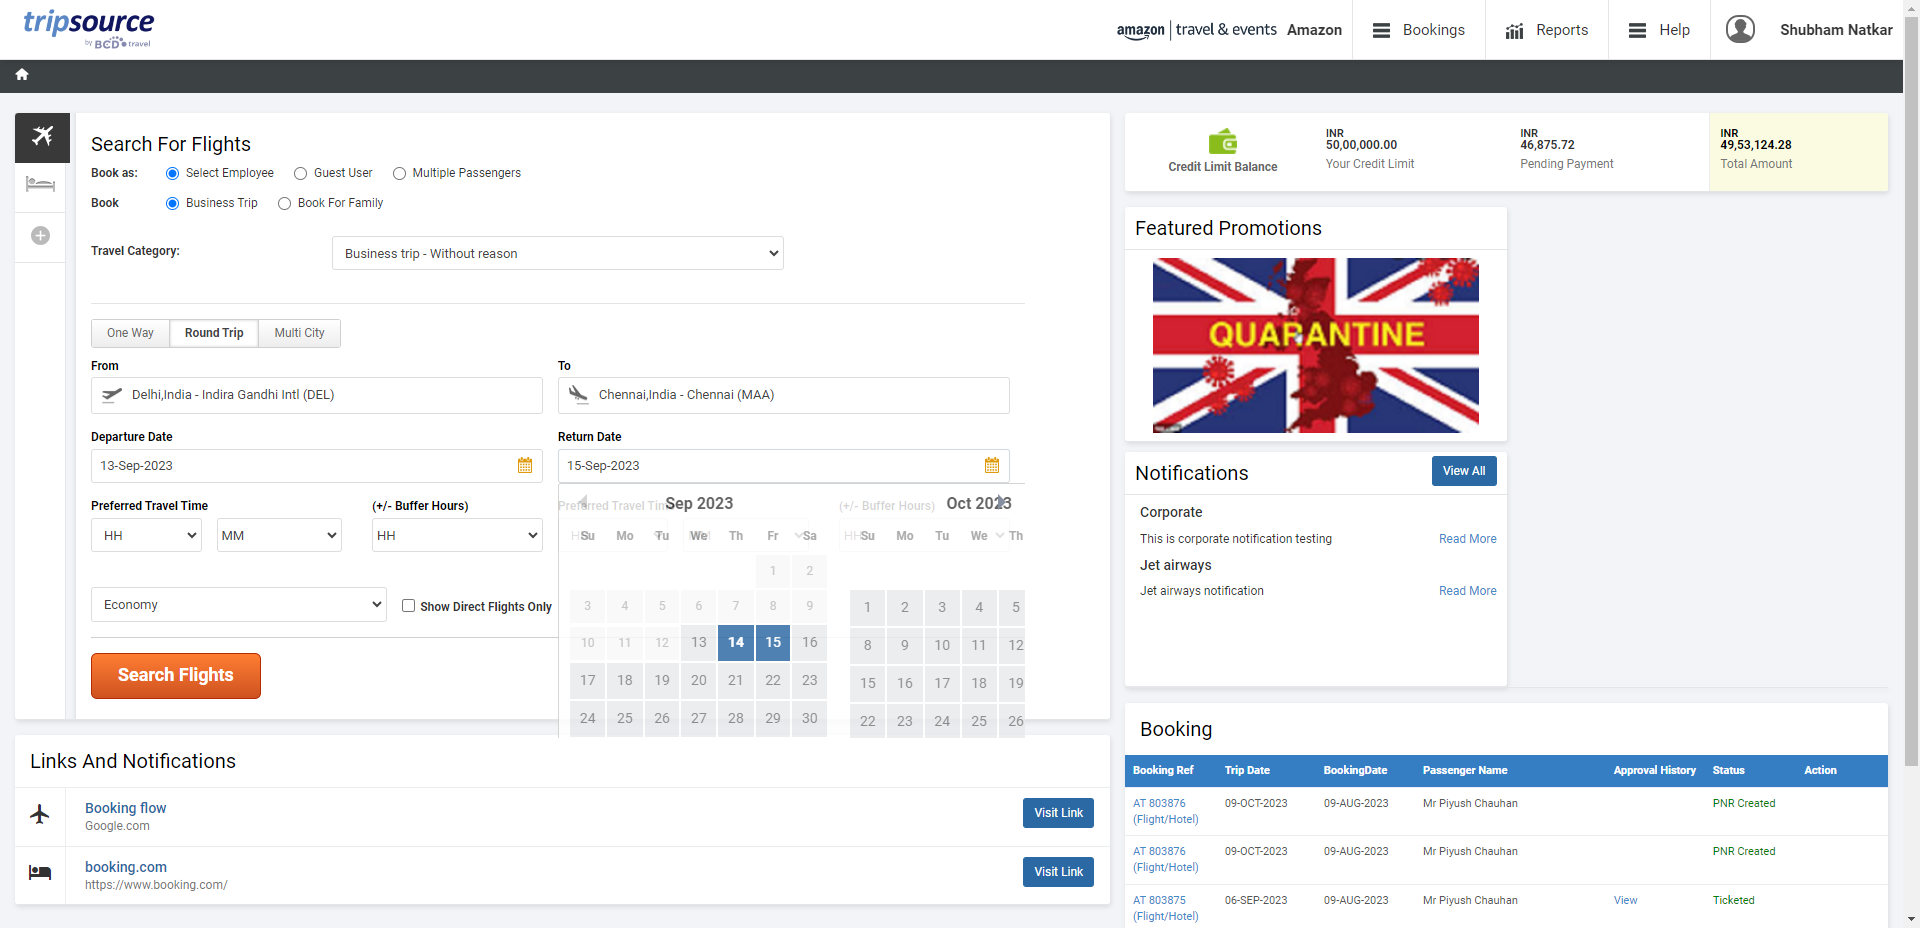 tripsource
by BCD travel
amazon travel & events Amazon
Bookings
Reports
Help
Shubham Natkar
Search For Flights
Book as: Select Employee Guest User Multiple Passengers
Book Business Trip Book For Family
Travel Category: Business trip - Without reason
One Way Round Trip Multi City
From To
Delhi,India - Indira Gandhi Intl (DEL) Chennai,India - Chennai (MAA)
Departure Date Return Date
13-Sep-2023 15-Sep-2023
Preferred Travel Time (+/- Buffer Hours)
HH MM HH
Preferred Travel Tim (+/- Buffer Hours)
Sep 2023 Oct 2023
Su Mo Tu We Th Fr Sa Su Mo Tu We Th
1 2
3 4 5 6 7 8 9 1 2 3 4 5
10 11 12 13 14 15 16 8 9 10 11 12
17 18 19 20 21 22 23 15 16 17 18 19
24 25 26 27 28 29 30 22 23 24 25 26
Economy Show Direct Flights Only
Search Flights
Links And Notifications
Booking flow
Google.com
Visit Link
booking.com
https://www.booking.com/
Visit Link
Credit Limit Balance
INR
50,00,000.00
Your Credit Limit
INR
46,875.72
Pending Payment
INR
49,53,124.28
Total Amount
Featured Promotions
QUARANTINE
Notifications View All
Corporate
This is corporate notification testing Read More
Jet airways
Jet airways notification Read More
Booking
Booking Ref Trip Date BookingDate Passenger Name Approval History Status Action
AT 803876 09-OCT-2023 09-AUG-2023 Mr Piyush Chauhan PNR Created
(Flight/Hotel)
AT 803876 09-OCT-2023 09-AUG-2023 Mr Piyush Chauhan PNR Created
(Flight/Hotel)
AT 803875 06-SEP-2023 09-AUG-2023 Mr Piyush Chauhan View Ticketed
(Flight/Hotel)